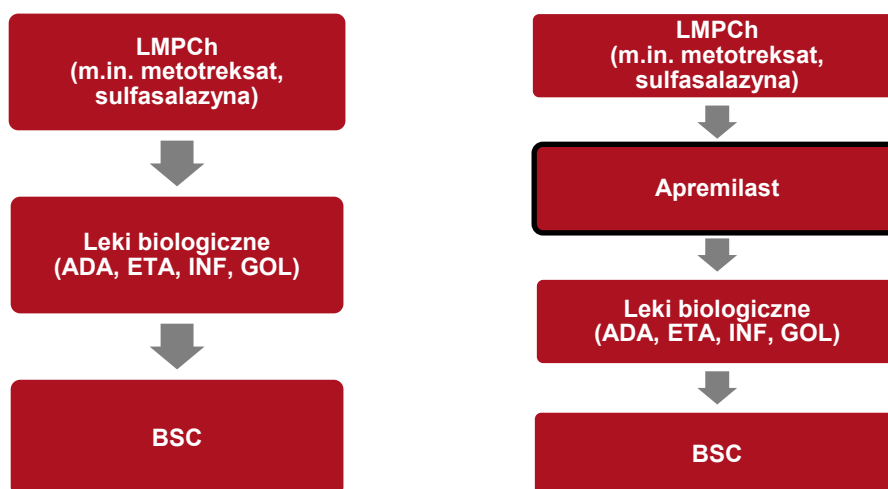 LMPCh
(m.in. metotreksat,
sulfasalazyna)
Leki biologiczne
(ADA, ETA, INF, GOL)
BSC
LMPCh
(m.in. metotreksat,
sulfasalazyna)
Apremilast
Leki biologiczne
(ADA, ETA, INF, GOL)
BSC